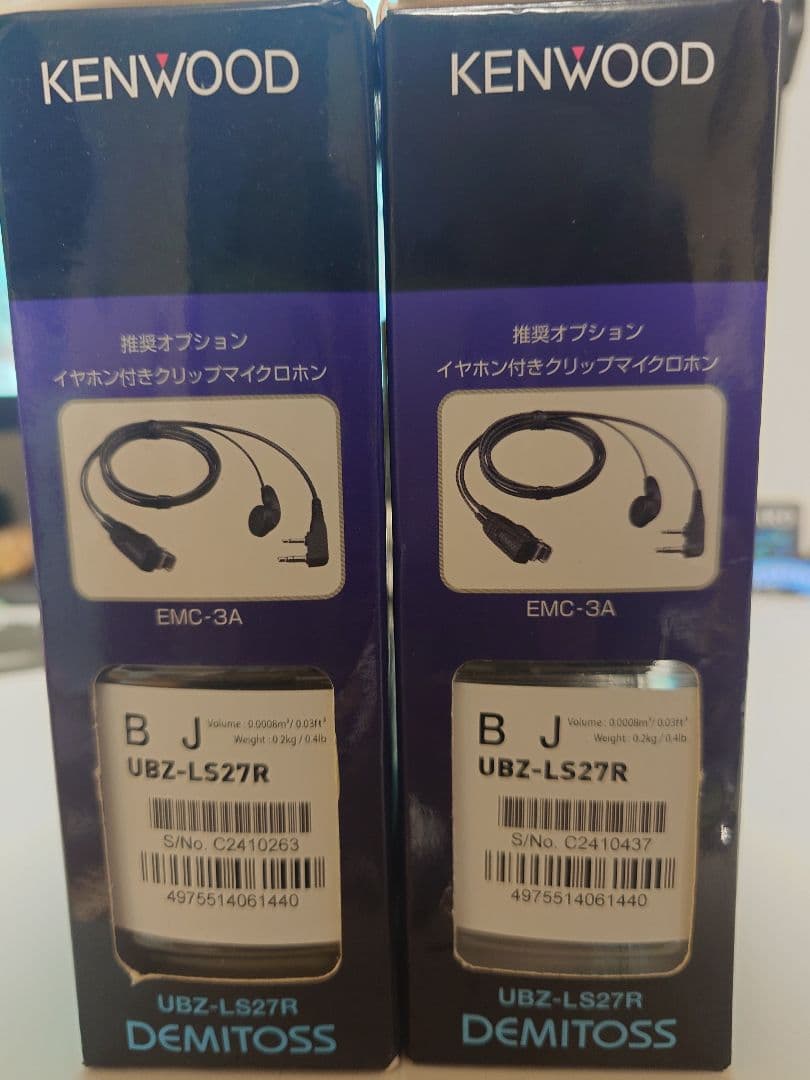 KENWOOD
推奨オプション
イヤホン付きクリップマイクロホン
EMC-3A
B J
Volume : 0.0008m³/ 0.03ft³
Weight : 0.2kg / 0.4lb
UBZ-LS27R
S/No. C2410263
4975514061440
UBZ-LS27R
DEMITOSS
KENWOOD
推奨オプション
イヤホン付きクリップマイクロホン
EMC-3A
B J
Volume : 0.0008m³/ 0.03ft³
Weight : 0.2kg / 0.4lb
UBZ-LS27R
S/No. C2410437
4975514061440
UBZ-LS27R
DEMITOSS